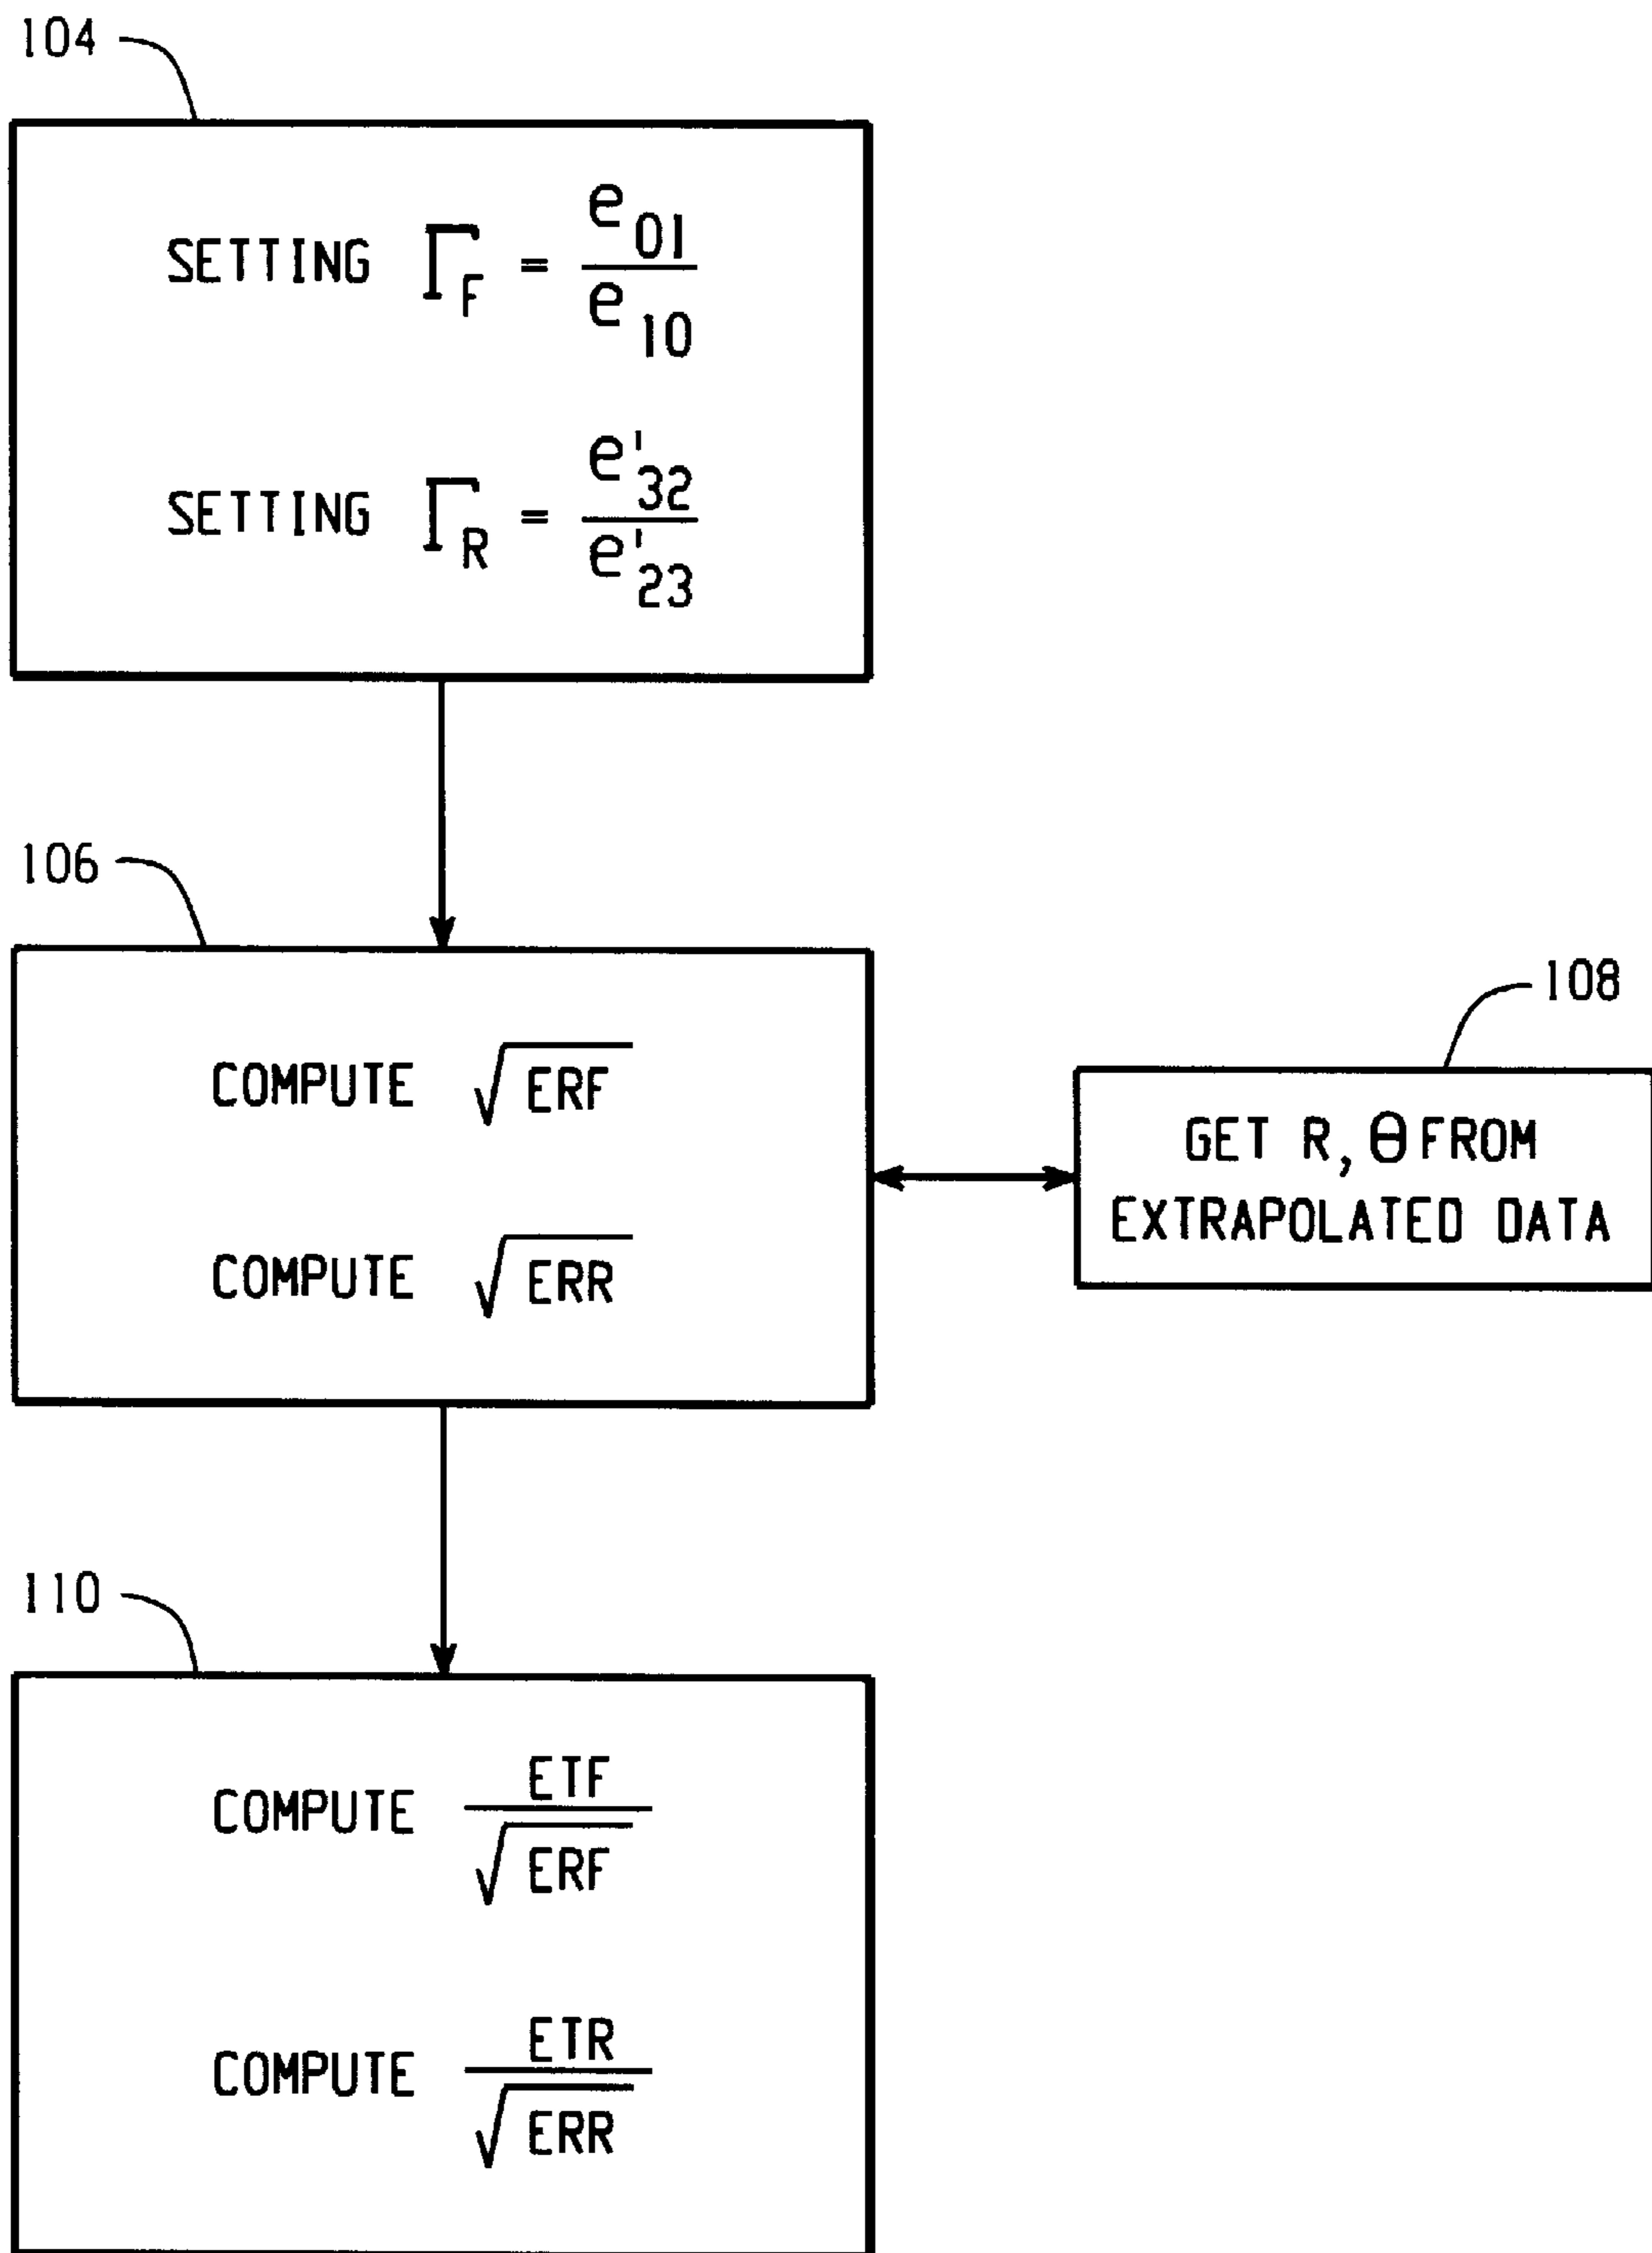 104
SETTING Γ_F = e_01 / e_10
SETTING Γ_R = e'_32 / e'_23
106
COMPUTE √ERF
COMPUTE √ERR
108
GET R, Θ FROM
EXTRAPOLATED DATA
110
COMPUTE ETF / √ERF
COMPUTE ETR / √ERR